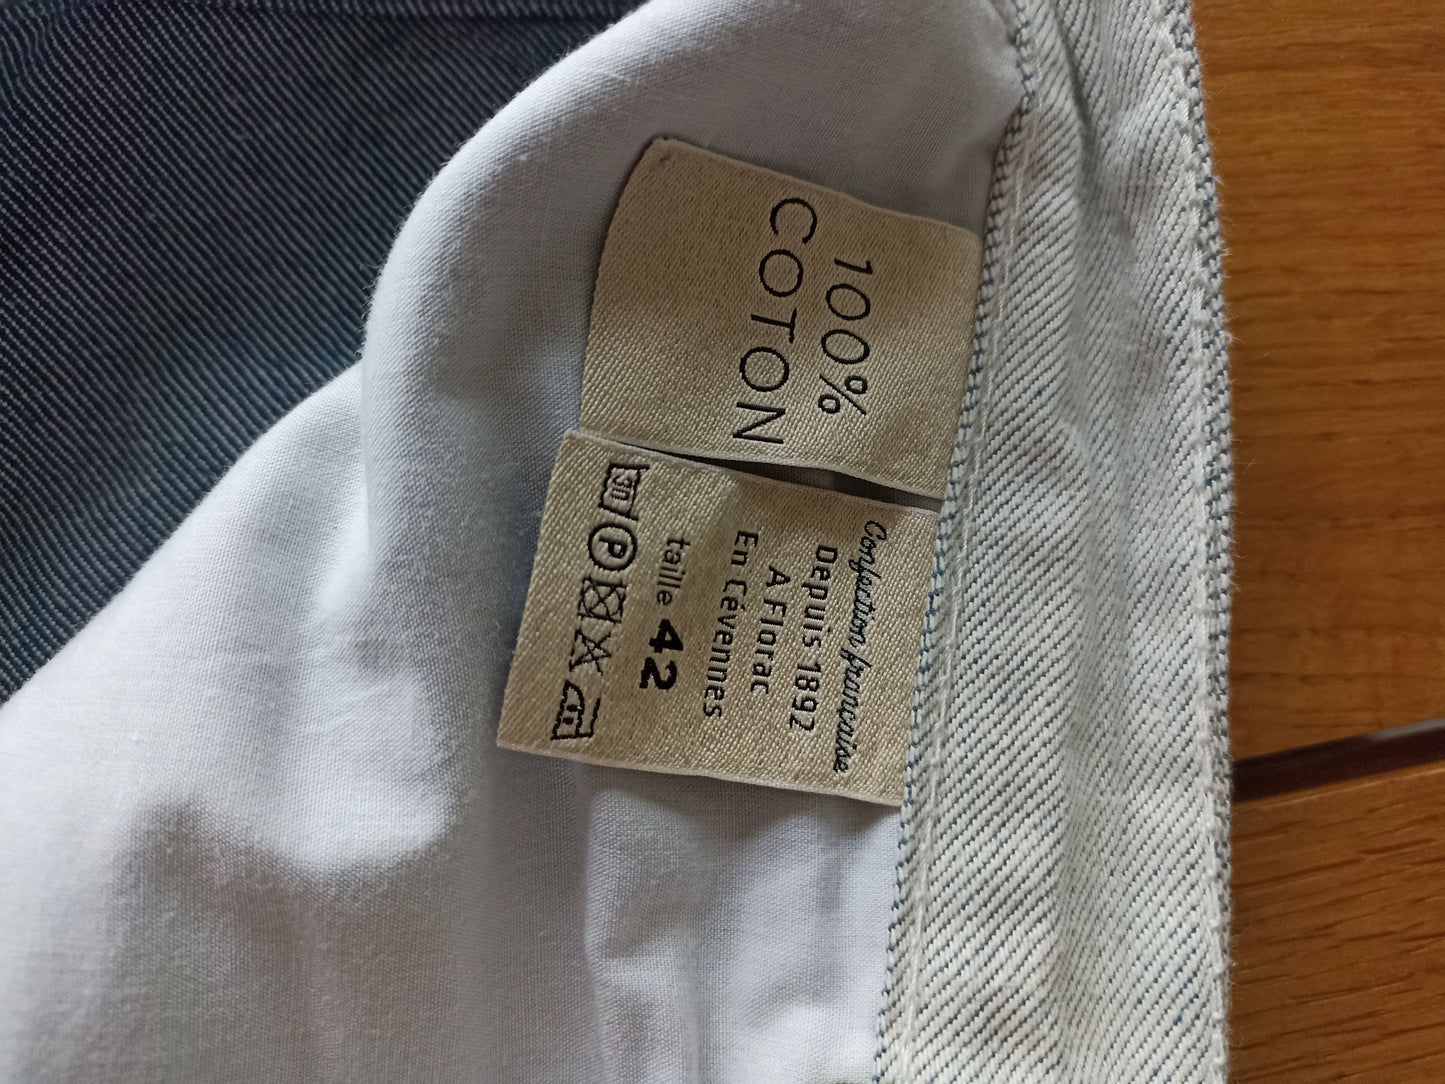 100%
COTON
Confection française
Depuis 1892
A Florac
En Cévennes
taille 42
30 P